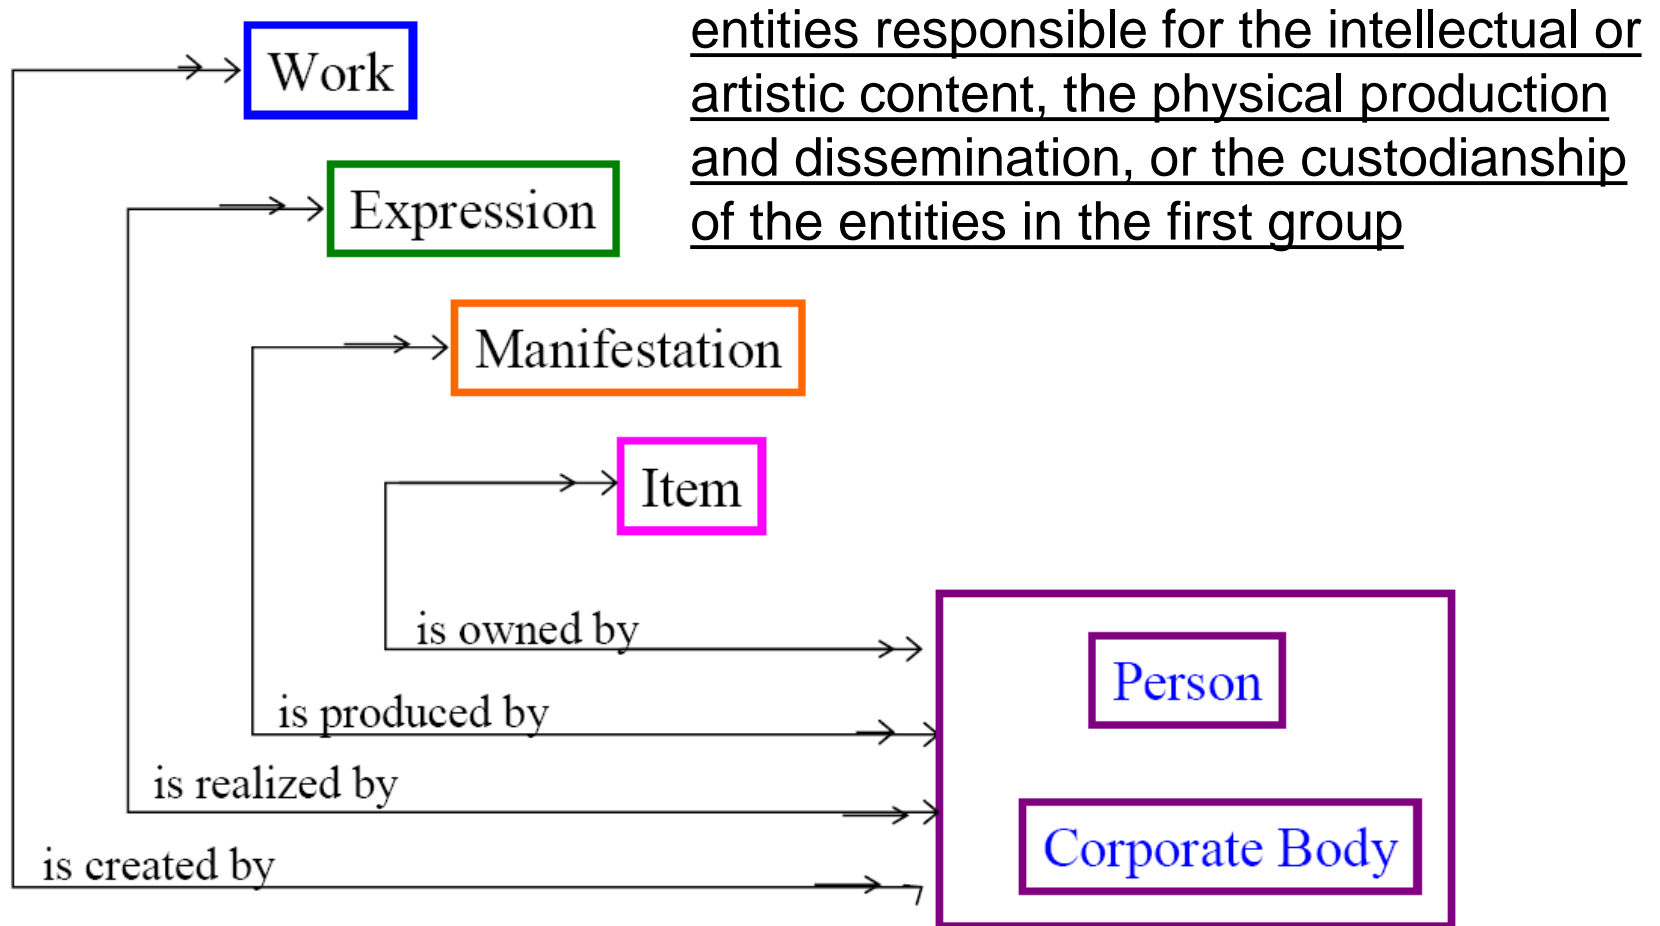 entities responsible for the intellectual or
artistic content, the physical production
and dissemination, or the custodianship
of the entities in the first group
Work
Expression
Manifestation
Item
is owned by
is produced by
is realized by
is created by
Person
Corporate Body